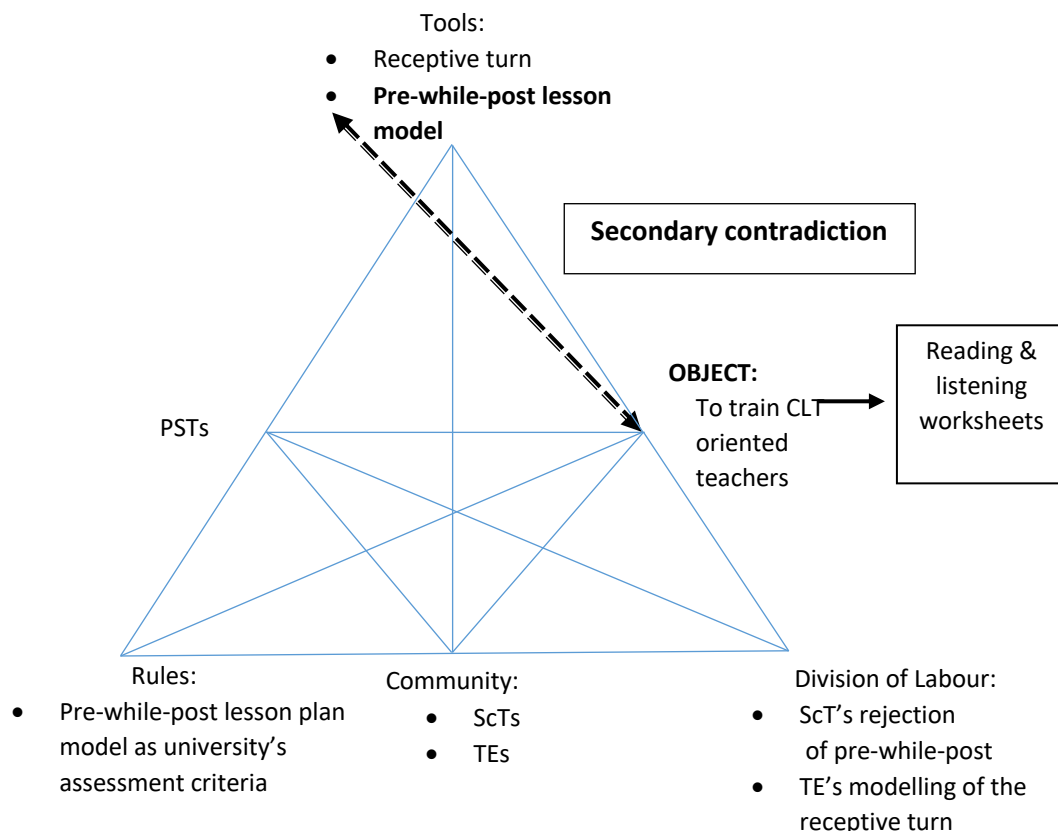 Tools:
• Receptive turn
• Pre-while-post lesson
model
Secondary contradiction
OBJECT:
To train CLT
oriented
teachers
Reading &
listening
worksheets
PSTs
Rules:
• Pre-while-post lesson plan
model as university’s
assessment criteria
Community:
• ScTs
• TEs
Division of Labour:
• ScT’s rejection
of pre-while-post
• TE’s modelling of the
receptive turn